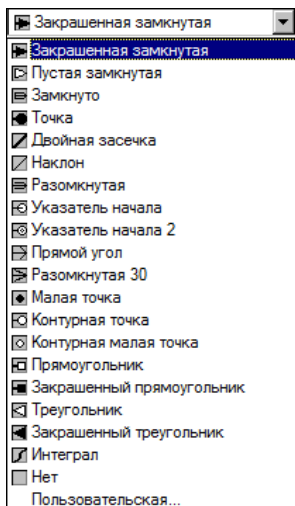 Закрашенная замкнутая
Закрашенная замкнутая
Пустая замкнутая
Замкнуто
Точка
Двойная засечка
Наклон
Разомкнутая
Указатель начала
Указатель начала 2
Прямой угол
Разомкнутая 30
Малая точка
Контурная точка
Контурная малая точка
Прямоугольник
Закрашенный прямоугольник
Треугольник
Закрашенный треугольник
Интеграл
Нет
Пользовательская...